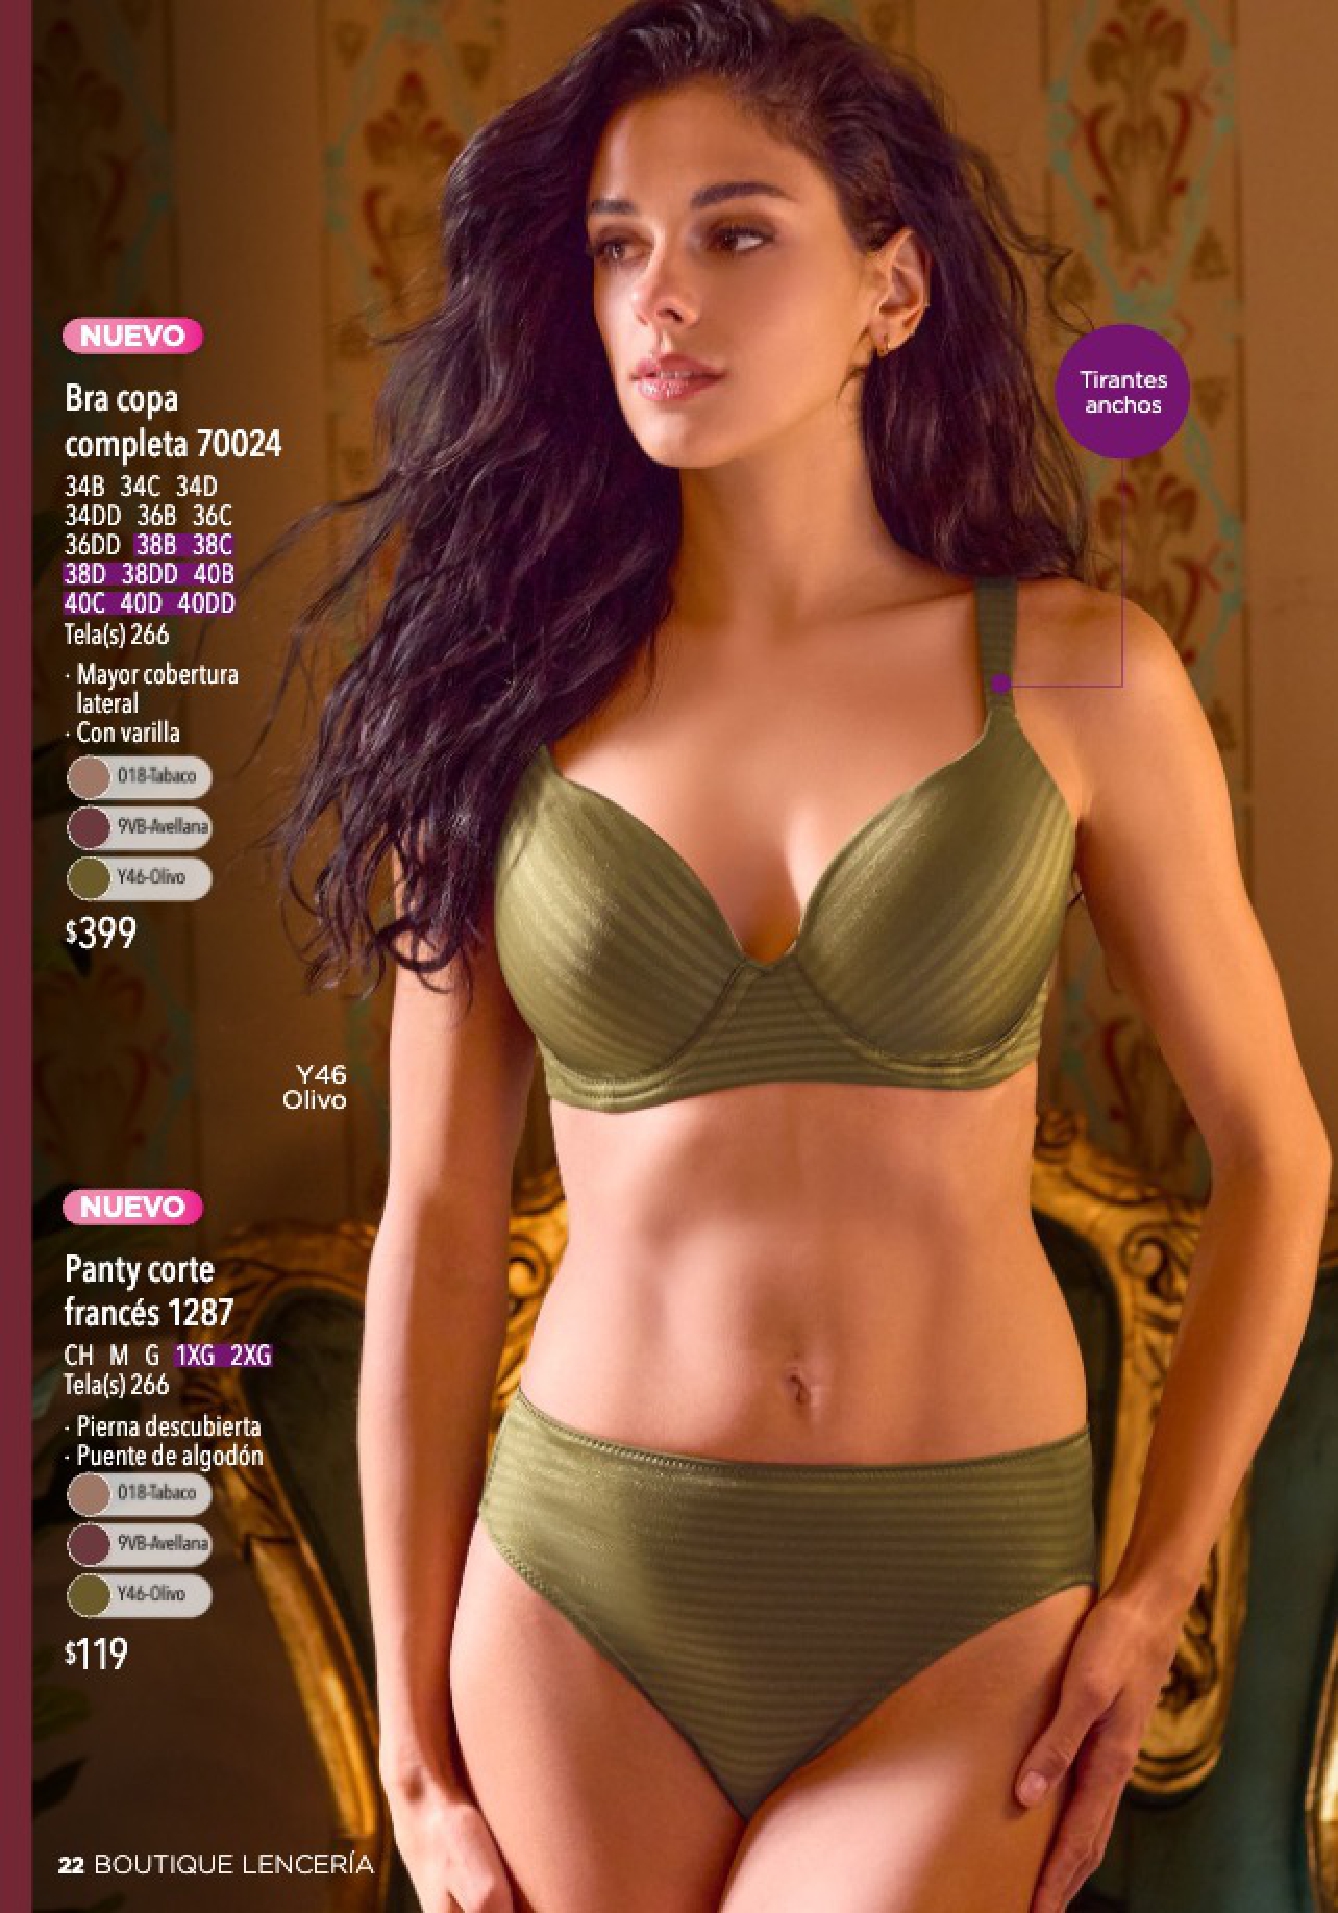 NUEVO
Bra copa
completa 70024
34B 34C 34D
34DD 36B 36C
36DD 38B 38C
38D 38DD 40B
40C 40D 40DD
Tela(s) 266
· Mayor cobertura
lateral
· Con varilla
018-Tabaco
9VB-Avellana
Y46-Olivo
$399
Tirantes
anchos
Y46
Olivo
NUEVO
Panty corte
francés 1287
CH M G 1XG 2XG
Tela(s) 266
· Pierna descubierta
· Puente de algodón
018-Tabaco
9VB-Avellana
Y46-Olivo
$119
22 BOUTIQUE LENCERÍA